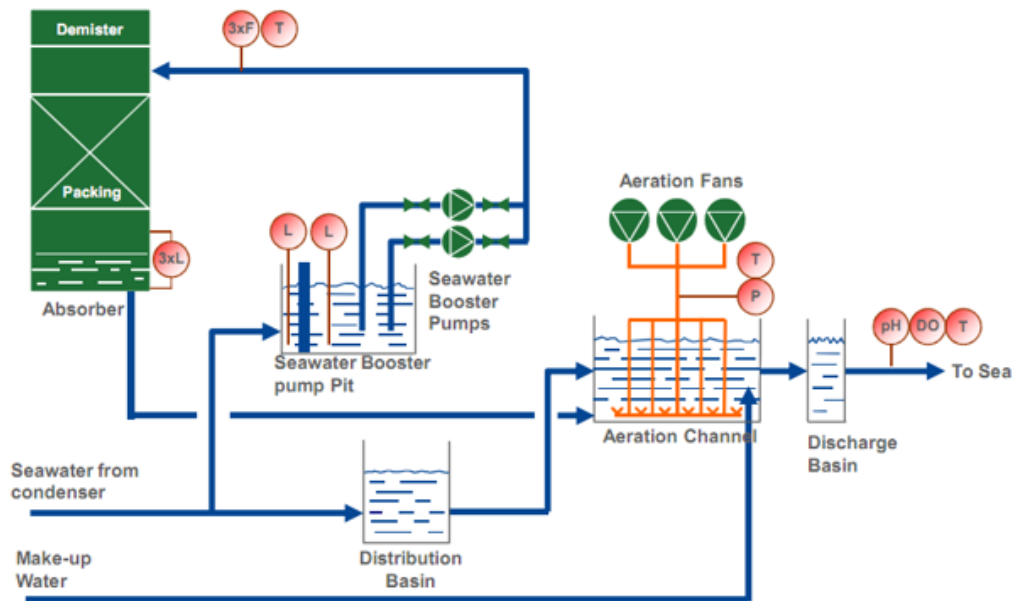 Demister
3xF
T
Packing
Aeration Fans
L
L
3xL
T
Seawater
Booster
Pumps
P
Absorber
pH
DO
T
Seawater Booster
pump Pit
To Sea
Aeration Channel
Discharge
Basin
Seawater from
condenser
Make-up
Water
Distribution
Basin